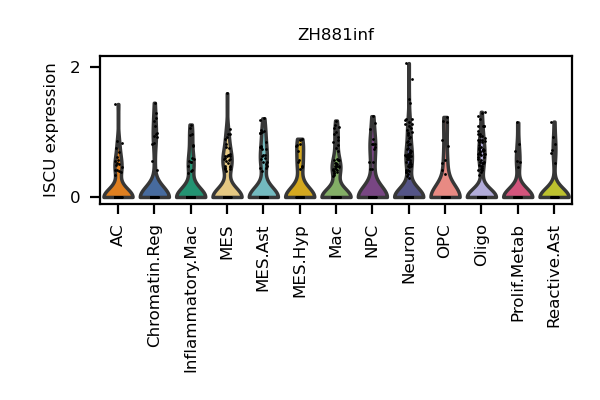 ZH881inf
ISCU expression
2
0
AC
Chromatin.Reg
Inflammatory.Mac
MES
MES.Ast
MES.Hyp
Mac
NPC
Neuron
OPC
Oligo
Prolif.Metab
Reactive.Ast